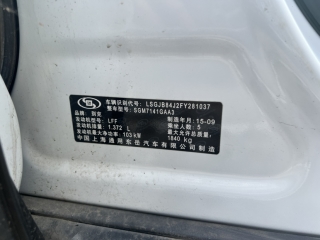 车辆识别代号: LSGJB84J2FY281037
整车型号: SGM7141GAA3
品牌: 别克 制造年月: 15-09
发动机型号: LFF 乘坐人数: 5
发动机排量: 1.372 L 最大允许总质量:
发动机最大净功率: 103 kW 1840 kg
中国上海通用东岳汽车有限公司制造